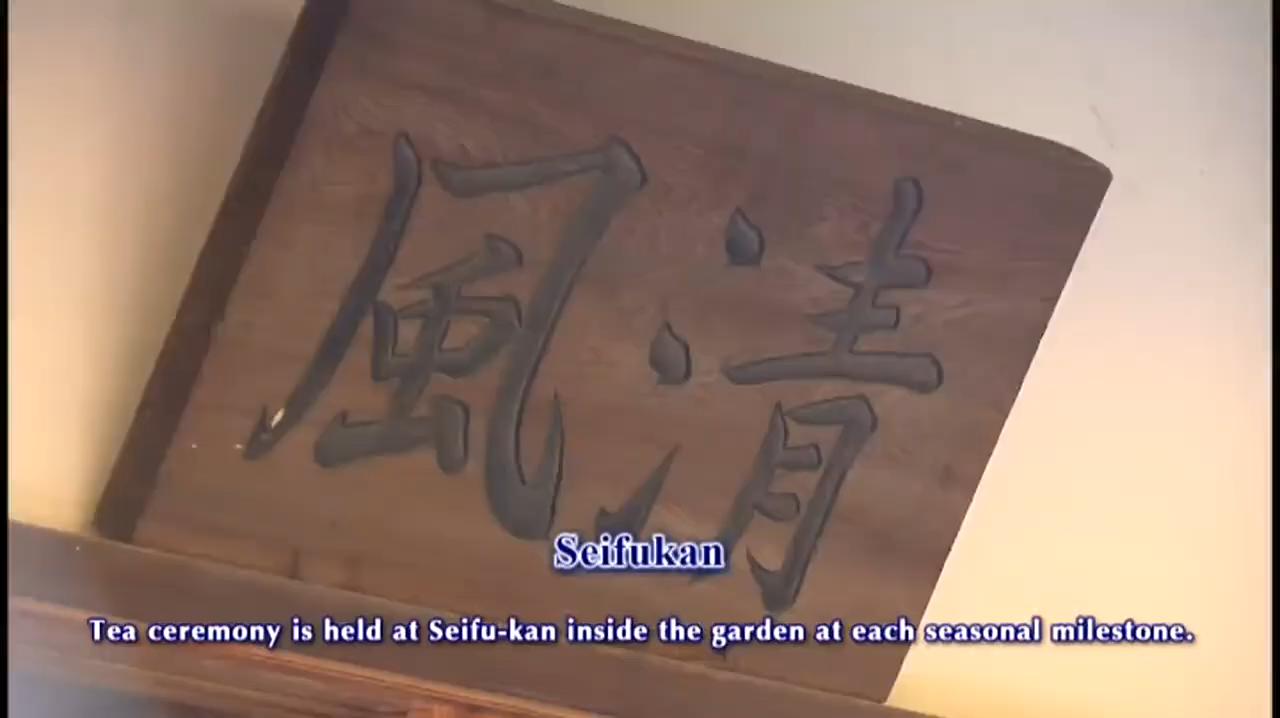 清風
Seifukan
Tea ceremony is held at Seifu-kan inside the garden at each seasonal milestone.